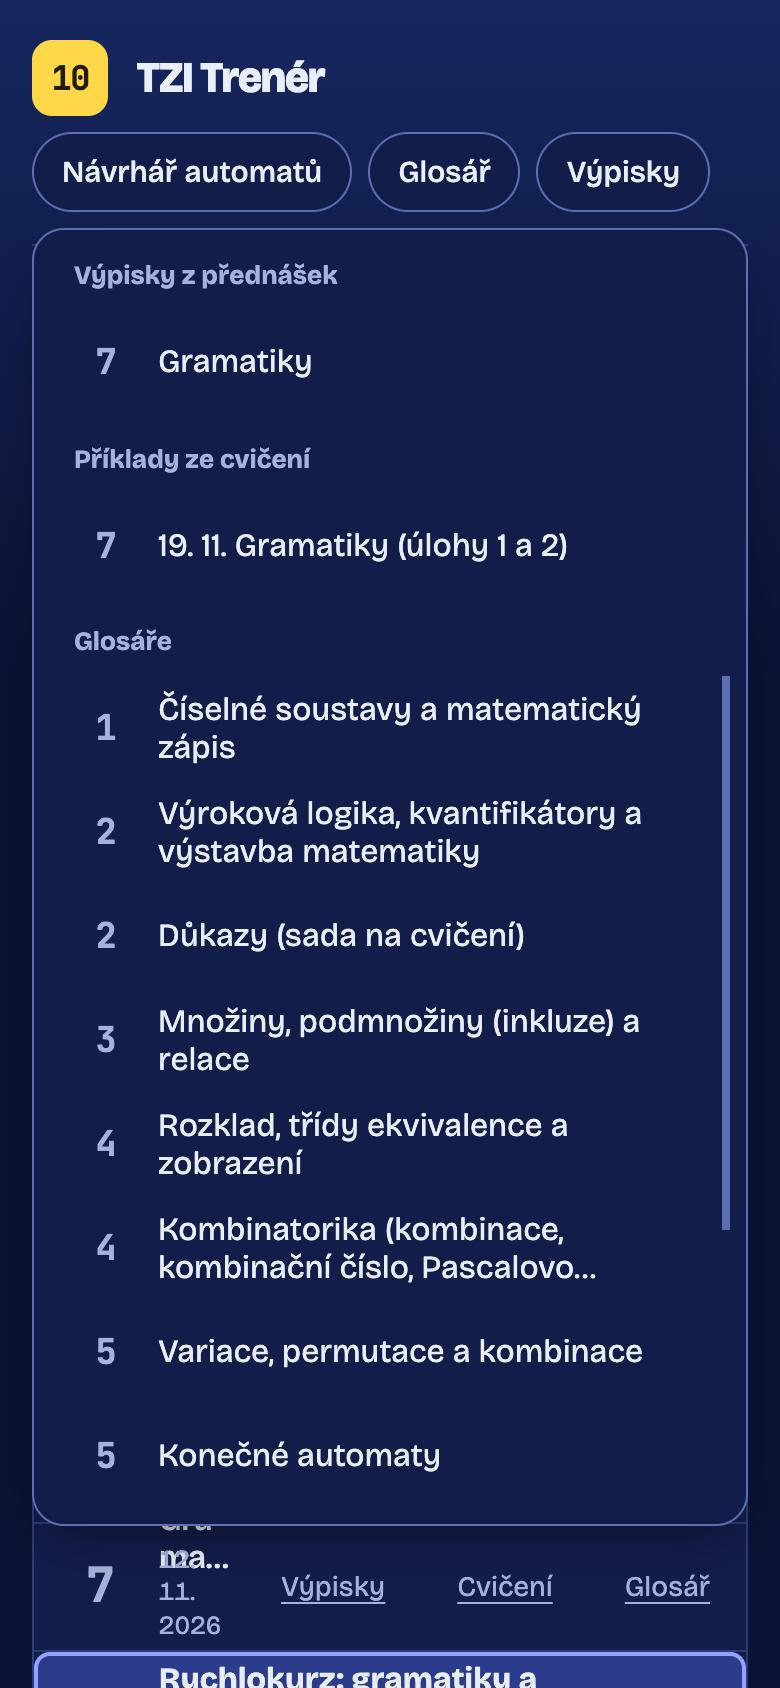 10 TZI Trenér
Návrhář automatů Glosář Výpisky
Výpisky z přednášek
7 Gramatiky
Příklady ze cvičení
7 19. 11. Gramatiky (úlohy 1 a 2)
Glosáře
1 Číselné soustavy a matematický
zápis
2 Výroková logika, kvantifikátory a
výstavba matematiky
2 Důkazy (sada na cvičení)
3 Množiny, podmnožiny (inkluze) a
relace
4 Rozklad, třídy ekvivalence a
zobrazení
4 Kombinatorika (kombinace,
kombinační číslo, Pascalovo...
5 Variace, permutace a kombinace
5 Konečné automaty
ma...
7 11. Výpisky Cvičení Glosář
2026
Rychlokurz: gramatiky a